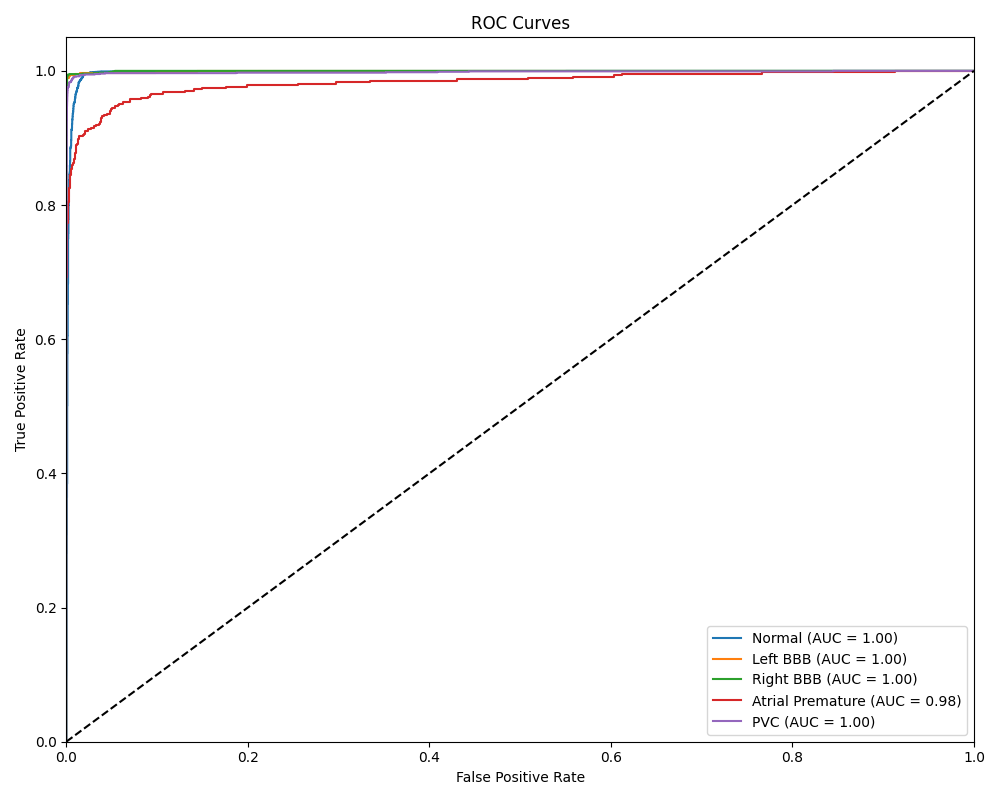 ROC Curves
True Positive Rate
1.0
0.8
0.6
0.4
0.2
0.0
0.0 0.2 0.4 0.6 0.8 1.0
False Positive Rate
Normal (AUC = 1.00)
Left BBB (AUC = 1.00)
Right BBB (AUC = 1.00)
Atrial Premature (AUC = 0.98)
PVC (AUC = 1.00)